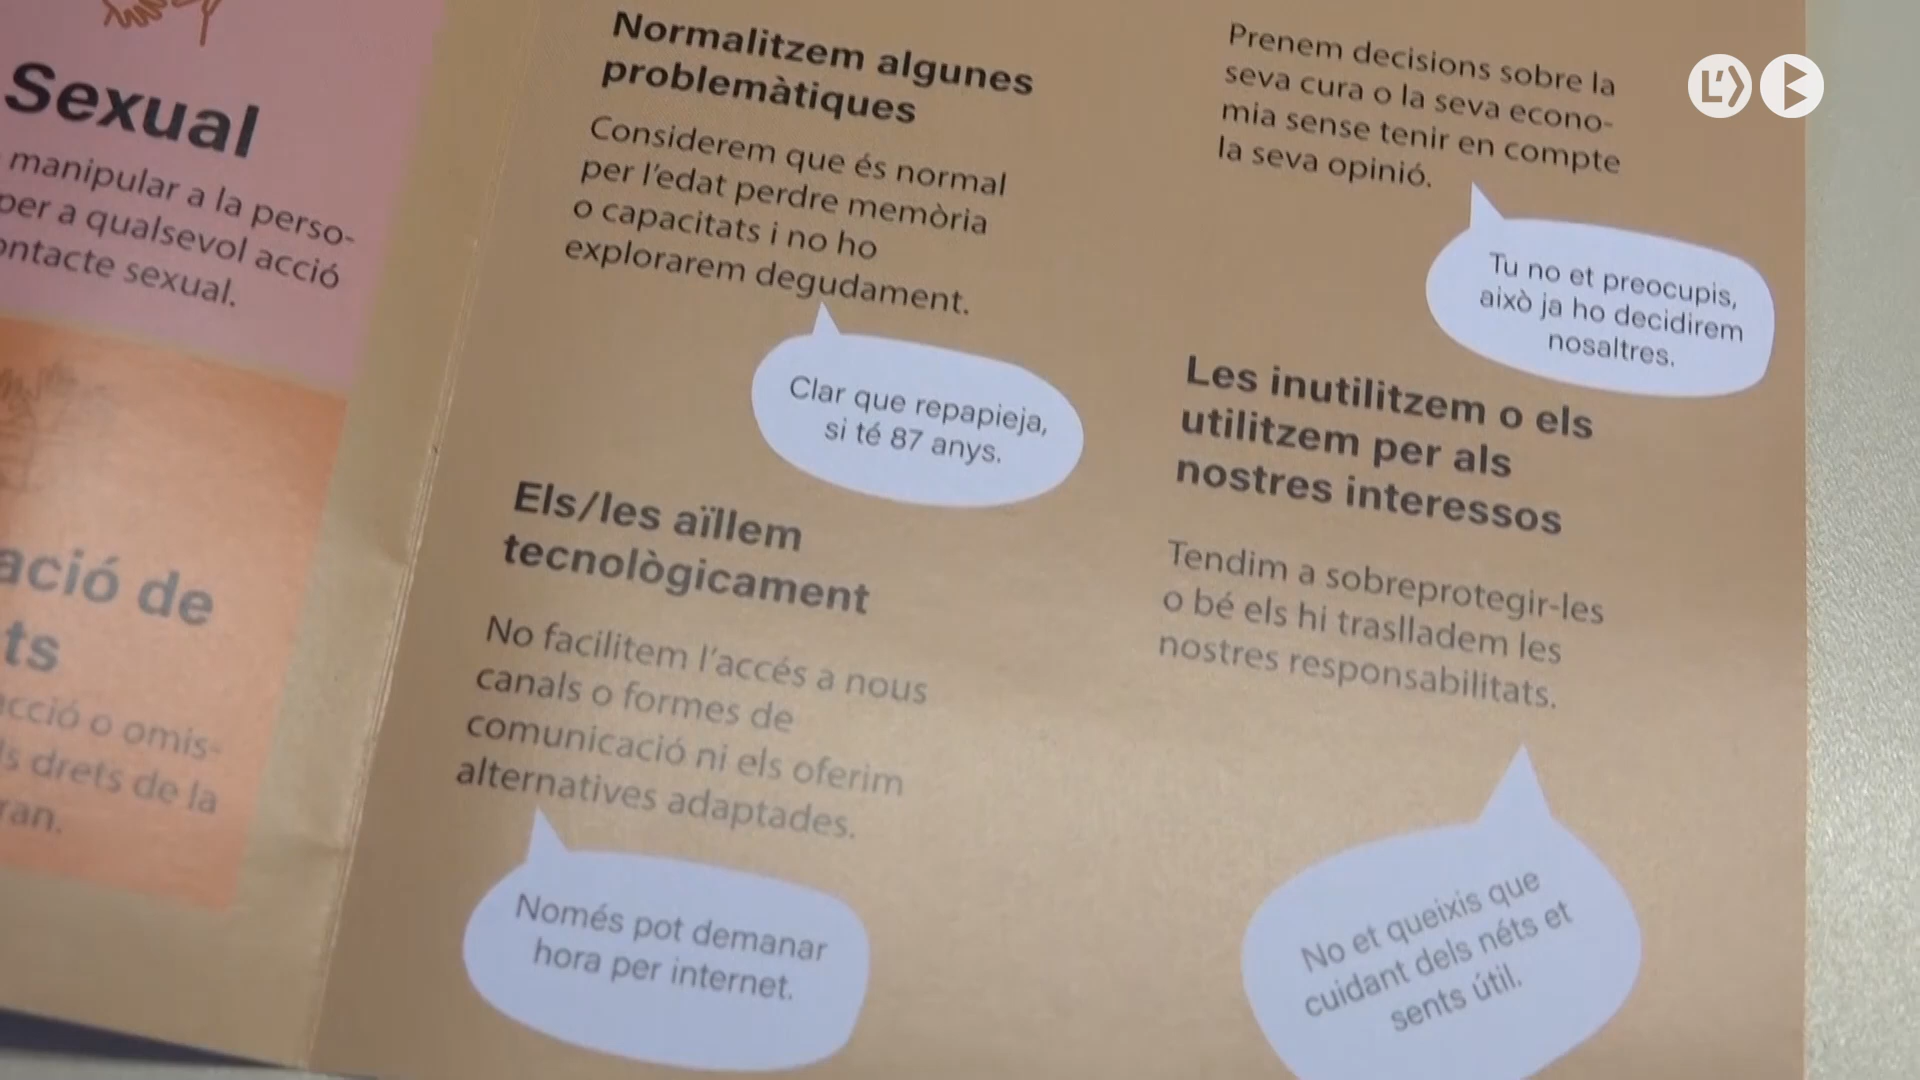 Sexual
manipular a la perso-
per a qualsevol acció
contacte sexual.
ació de
ts
acció o omis-
ls drets de la
ran.
Normalitzem algunes
problemàtiques
Considerem que és normal
per l'edat perdre memòria
o capacitats i no ho
explorarem degudament.
Clar que repapieja,
si té 87 anys.
Els/les aïllem
tecnològicament
No facilitem l'accés a nous
canals o formes de
comunicació ni els oferim
alternatives adaptades.
Només pot demanar
hora per internet.
Prenem decisions sobre la
seva cura o la seva econo-
mia sense tenir en compte
la seva opinió.
Tu no et preocupis,
això ja ho decidirem
nosaltres.
Les inutilitzem o els
utilitzem per als
nostres interessos
Tendim a sobreprotegir-les
o bé els hi traslladem les
nostres responsabilitats.
No et queixis que
cuidant dels néts et
sents útil.